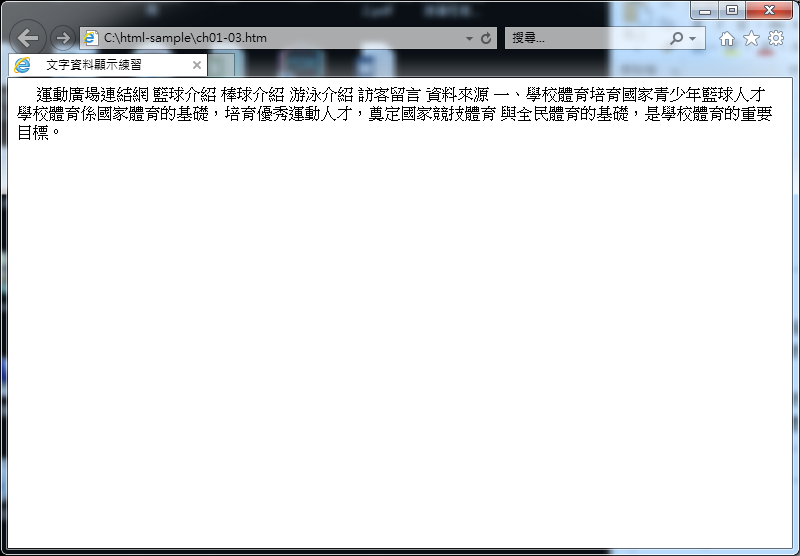 C:\html-sample\ch01-03.htm
搜尋...
文字資料顯示練習
運動廣場連結網 籃球介紹 棒球介紹 游泳介紹 訪客留言 資料來源 一、學校體育培育國家青少年籃球人才
學校體育係國家體育的基礎，培育優秀運動人才，奠定國家競技體育 與全民體育的基礎，是學校體育的重要
目標。